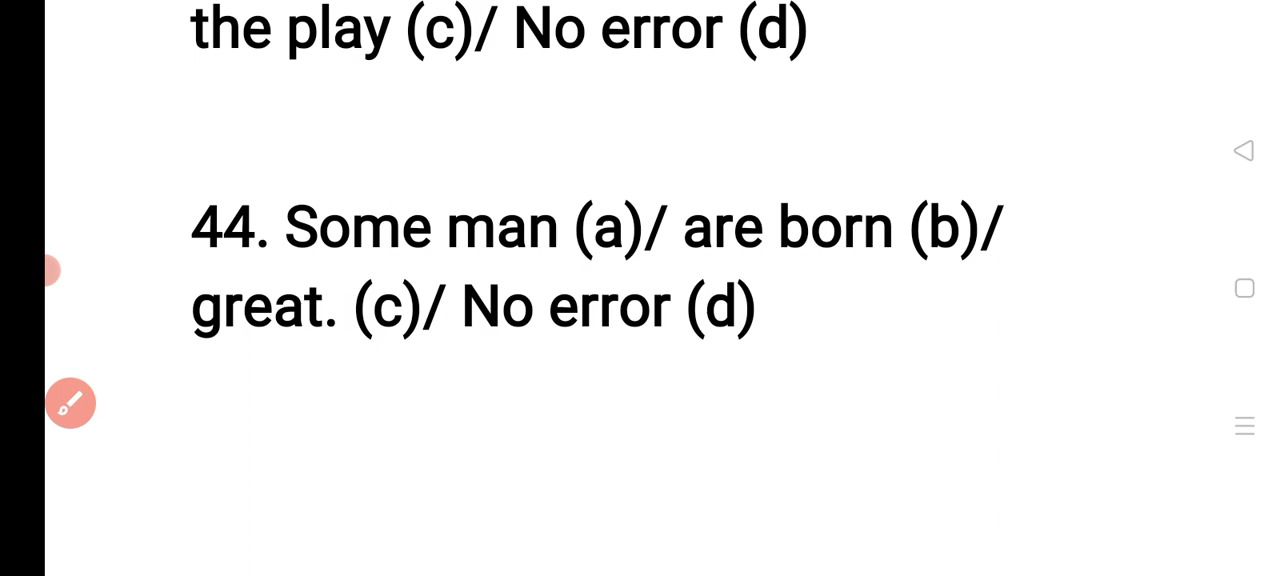 the play (c)/ No error (d)
44. Some man (a)/ are born (b)/
great. (c)/ No error (d)